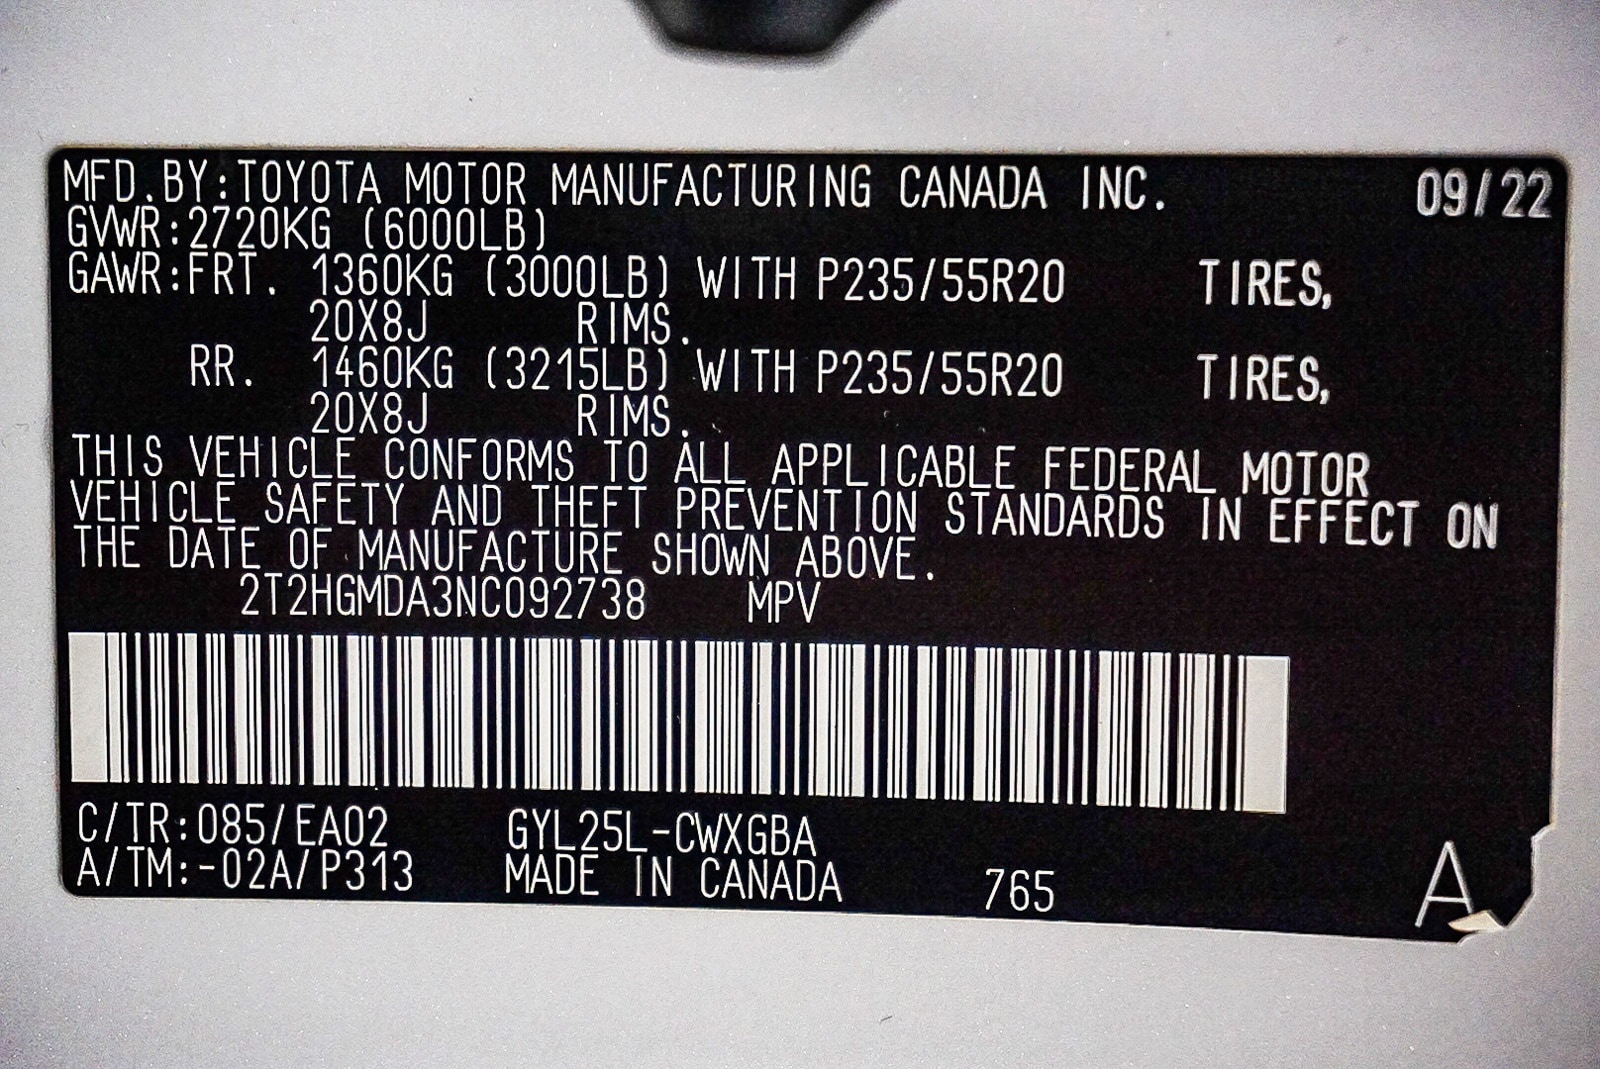 MFD.BY:TOYOTA MOTOR MANUFACTURING CANADA INC. 09/22
GVWR:2720KG (6000LB)
GAWR:FRT. 1360KG (3000LB) WITH P235/55R20 TIRES,
20X8J RIMS.
RR. 1460KG (3215LB) WITH P235/55R20 TIRES,
20X8J RIMS.
THIS VEHICLE CONFORMS TO ALL APPLICABLE FEDERAL MOTOR
VEHICLE SAFETY AND THEFT PREVENTION STANDARDS IN EFFECT ON
THE DATE OF MANUFACTURE SHOWN ABOVE.
2T2HGMDA3NC092738 MPV
C/TR:085/EA02 GYL25L-CWXGBA
A/TM:-02A/P313 MADE IN CANADA 765 A